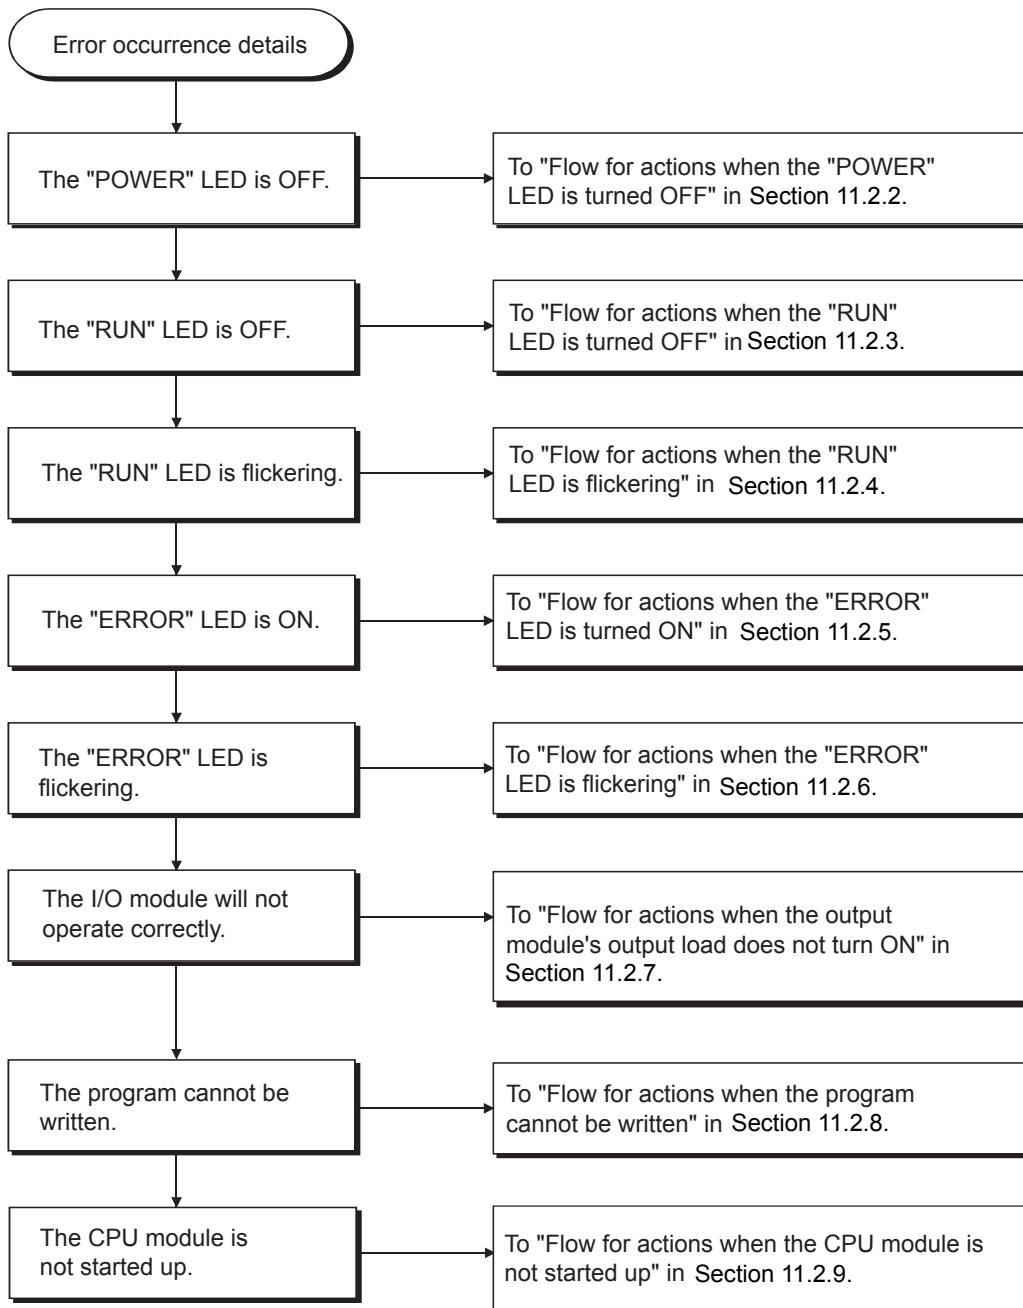 Error occurrence details
The "POWER" LED is OFF.
To "Flow for actions when the "POWER"
LED is turned OFF" in Section 11.2.2.
The "RUN" LED is OFF.
To "Flow for actions when the "RUN"
LED is turned OFF" in Section 11.2.3.
The "RUN" LED is flickering.
To "Flow for actions when the "RUN"
LED is flickering" in Section 11.2.4.
The "ERROR" LED is ON.
To "Flow for actions when the "ERROR"
LED is turned ON" in Section 11.2.5.
The "ERROR" LED is
flickering.
To "Flow for actions when the "ERROR"
LED is flickering" in Section 11.2.6.
The I/O module will not
operate correctly.
To "Flow for actions when the output
module's output load does not turn ON" in
Section 11.2.7.
The program cannot be
written.
To "Flow for actions when the program
cannot be written" in Section 11.2.8.
The CPU module is
not started up.
To "Flow for actions when the CPU module is
not started up" in Section 11.2.9.